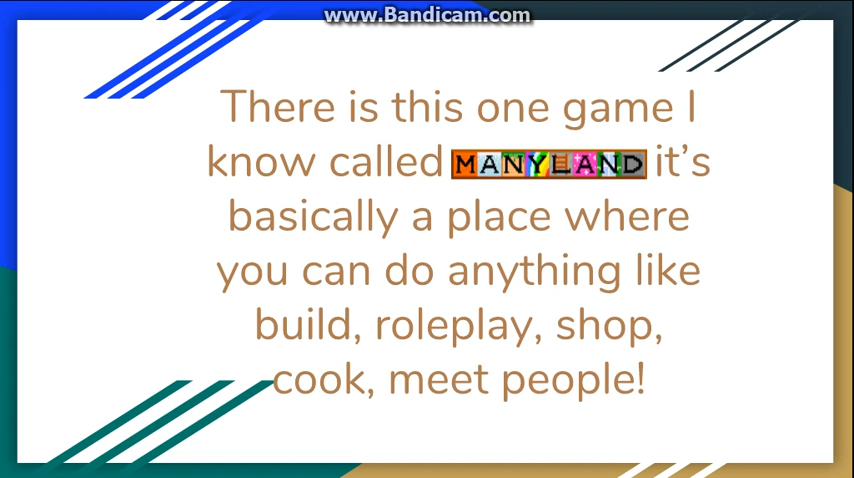 www.Bandicam.com
There is this one game I
know called MANYLAND it's
basically a place where
you can do anything like
build, roleplay, shop,
cook, meet people!